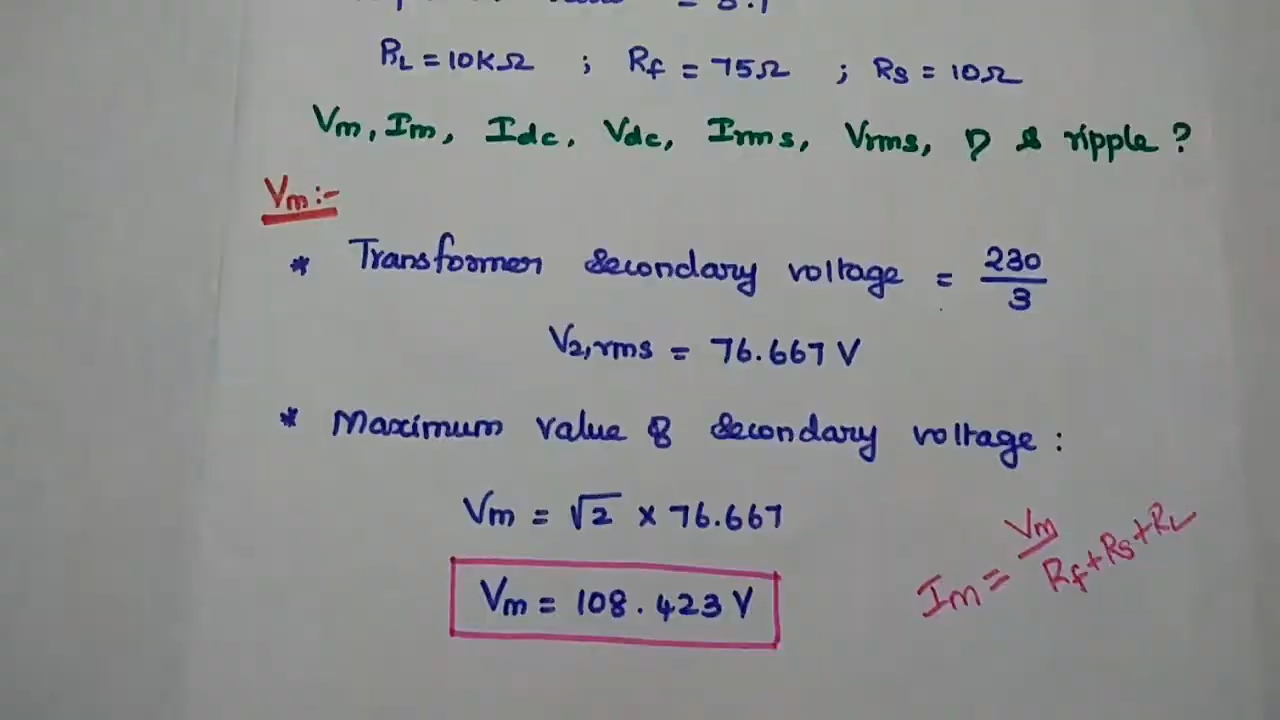 = 3:1
RL = 10KΩ ; Rf = 75Ω ; Rs = 10Ω
Vm, Im, Idc, Vdc, Irms, Vrms, η & ripple ?
Vm :-
* Transformer secondary voltage = 230/3
V2,rms = 76.667 V
* Maximum value of secondary voltage :
Vm = √2 × 76.667
Vm = 108.423 V
Im = Vm/Rf+Rs+RL